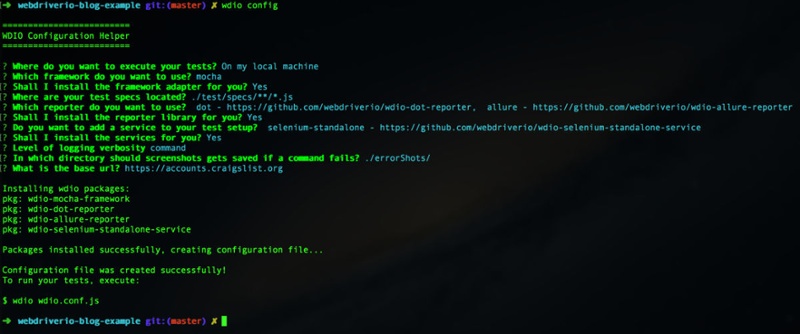 ➜ webdriverio-blog-example git:(master) ✗ wdio config
=========================
WDIO Configuration Helper
=========================
? Where do you want to execute your tests? On my local machine
? Which framework do you want to use? mocha
? Shall I install the framework adapter for you? Yes
? Where are your test specs located? ./test/specs/**/*.js
? Which reporter do you want to use?  dot - https://github.com/webdriverio/wdio-dot-reporter,  allure - https://github.com/webdriverio/wdio-allure-reporter
? Shall I install the reporter library for you? Yes
? Do you want to add a service to your test setup?  selenium-standalone - https://github.com/webdriverio/wdio-selenium-standalone-service
? Shall I install the services for you? Yes
? Level of logging verbosity command
? In which directory should screenshots gets saved if a command fails? ./errorShots/
? What is the base url? https://accounts.craigslist.org
Installing wdio packages:
pkg: wdio-mocha-framework
pkg: wdio-dot-reporter
pkg: wdio-allure-reporter
pkg: wdio-selenium-standalone-service
Packages installed successfully, creating configuration file...
Configuration file was created successfully!
To run your tests, execute:
$ wdio wdio.conf.js
➜ webdriverio-blog-example git:(master) ✗